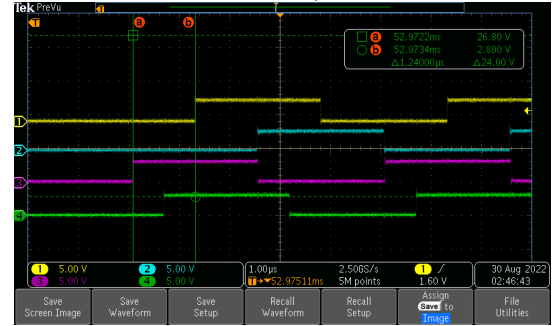 Tek PreVu
T
a
b
a 52.9722ms 26.80 V
b 52.9734ms 2.800 V
Δ1.24000μs Δ24.00 V
1
2
3
4
1 5.00 V 2 5.00 V
3 5.00 V 4 5.00 V
1.00μs 2.50GS/s
T→▼52.97511ms 5M points
1 / 1.60 V
30 Aug 2022
02:46:43
Save Screen Image
Save Waveform
Save Setup
Recall Waveform
Recall Setup
Assign Save to Image
File Utilities